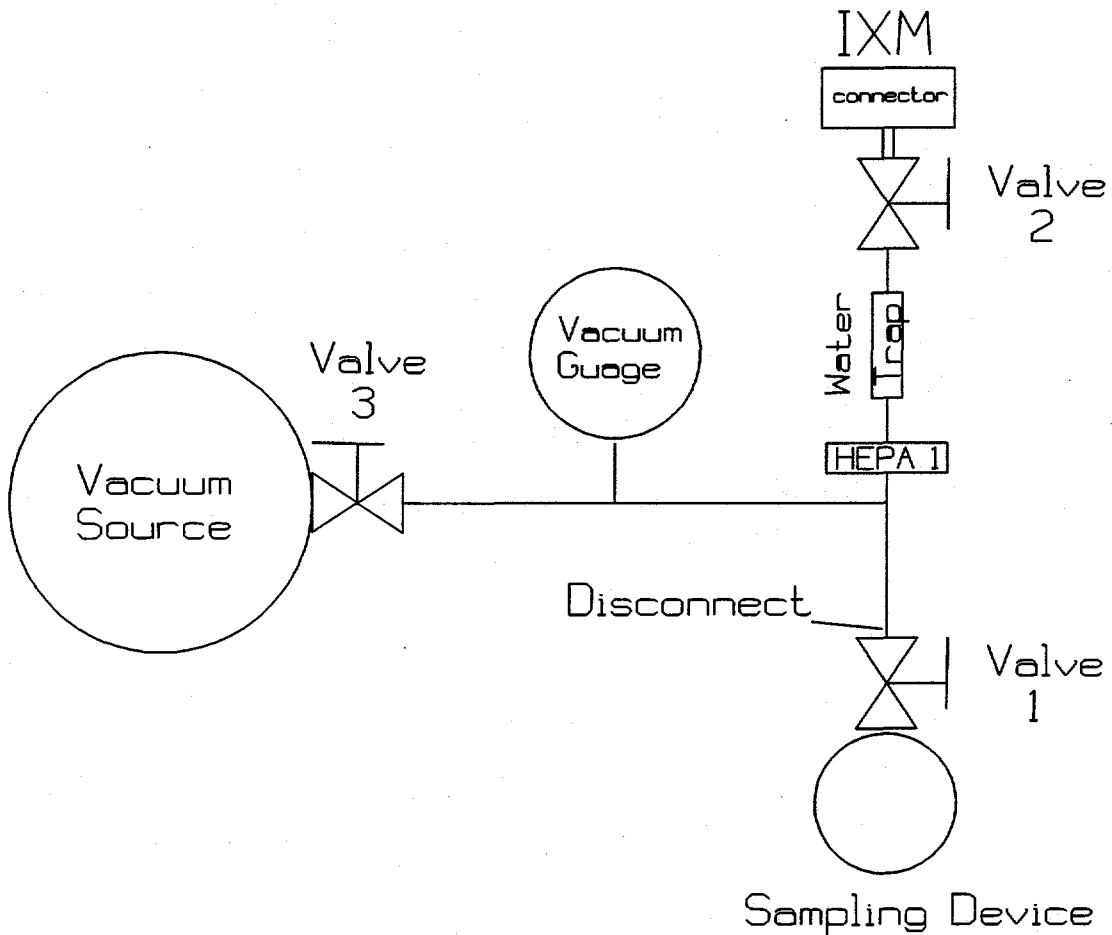 IXM
connector
Valve
2
Vacuum
Guage
Water
Trap
Valve
3
HEPA 1
Vacuum
Source
Disconnect
Valve
1
Sampling Device